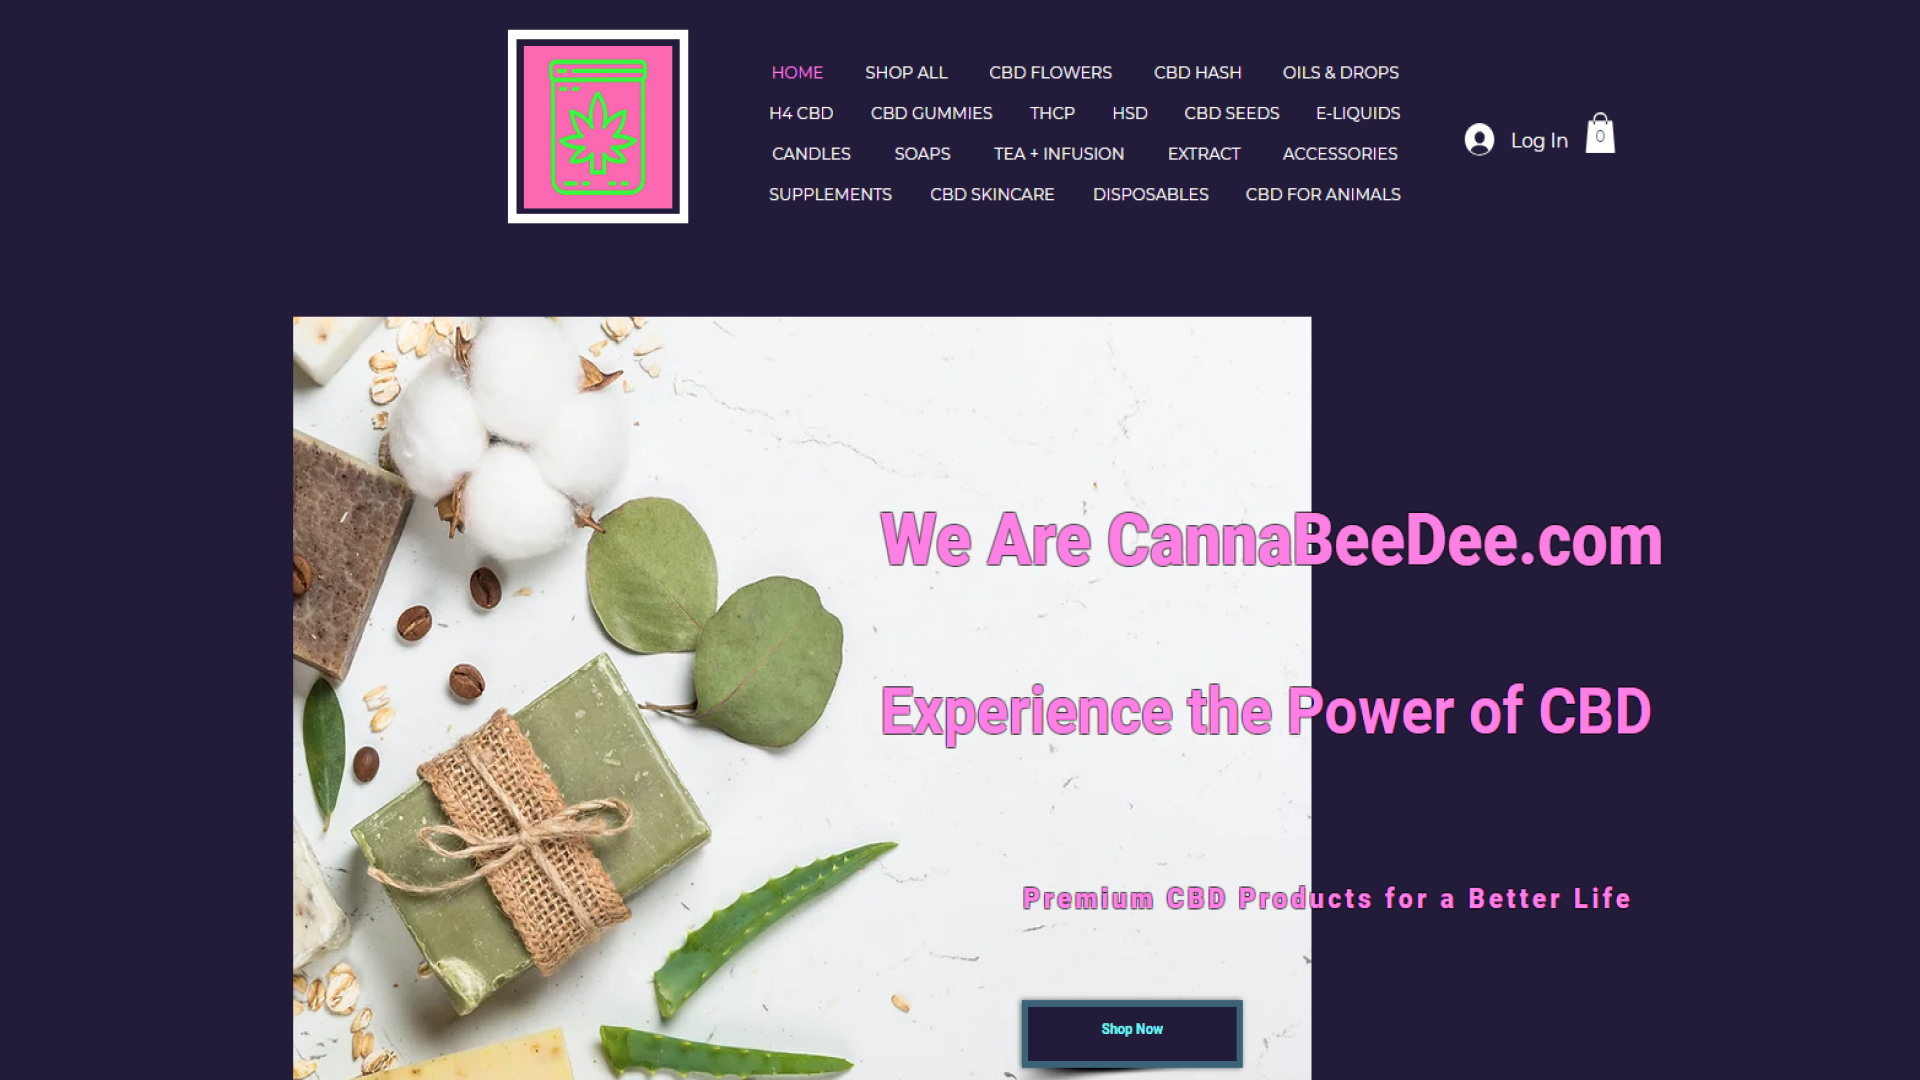 HOME SHOP ALL CBD FLOWERS CBD HASH OILS & DROPS
H4 CBD CBD GUMMIES THCP HSD CBD SEEDS E-LIQUIDS
CANDLES SOAPS TEA + INFUSION EXTRACT ACCESSORIES
SUPPLEMENTS CBD SKINCARE DISPOSABLES CBD FOR ANIMALS
Log In 0
We Are CannaBeeDee.com
Experience the Power of CBD
Premium CBD Products for a Better Life
Shop Now